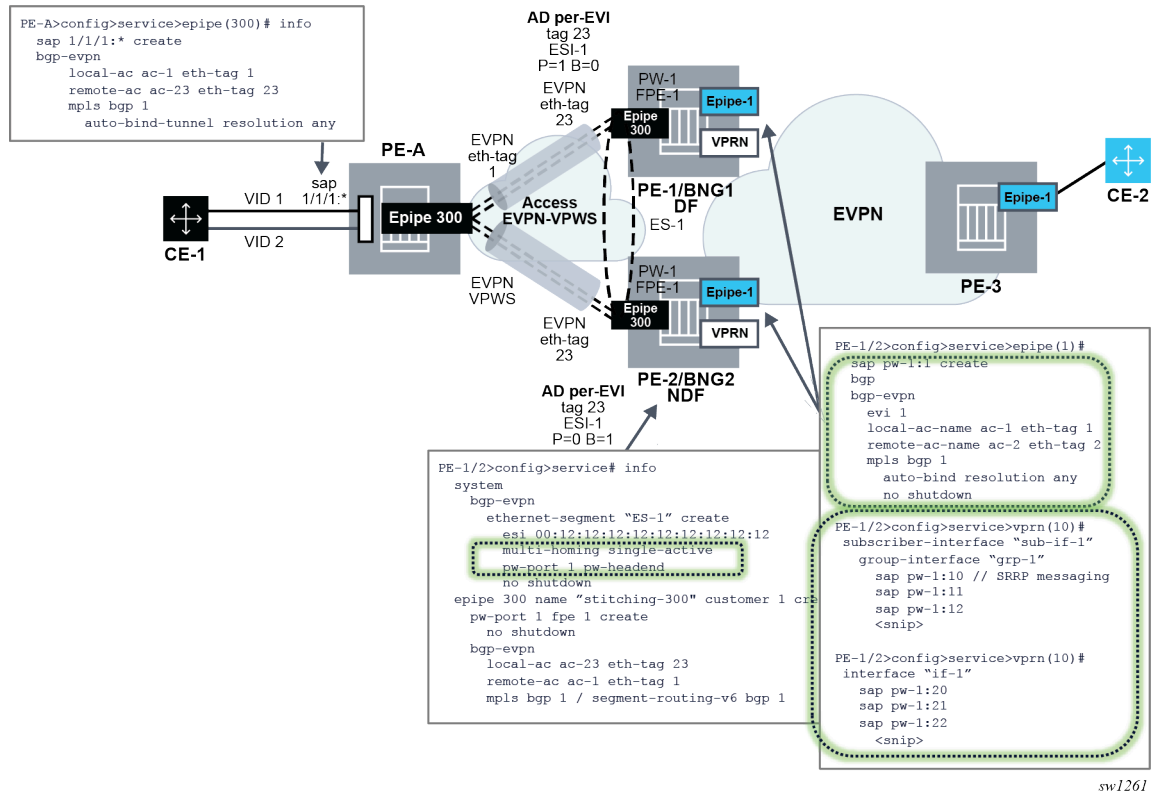 PE-A>config>service>epipe(300)# info
sap 1/1/1:* create
bgp-evpn
local-ac ac-1 eth-tag 1
remote-ac ac-23 eth-tag 23
mpls bgp 1
auto-bind-tunnel resolution any
AD per-EVI
tag 23
ESI-1
P=1 B=0
EVPN
eth-tag
23
PW-1
FPE-1
Epipe-1
Epipe
300
VPRN
PE-1/BNG1
DF
EVPN
eth-tag
1
PE-A
sap
1/1/1:*
VID 1
VID 2
CE-1
Epipe 300
Access
EVPN-VPWS
ES-1
EVPN
Epipe-1
PE-3
CE-2
EVPN
VPWS
EVPN
eth-tag
23
PW-1
FPE-1
Epipe-1
Epipe
300
VPRN
PE-2/BNG2
NDF
AD per-EVI
tag 23
ESI-1
P=0 B=1
PE-1/2>config>service# info
system
bgp-evpn
ethernet-segment “ES-1” create
esi 00:12:12:12:12:12:12:12:12:12
multi-homing single-active
pw-port 1 pw-headend
no shutdown
epipe 300 name ”stitching-300" customer 1 cre
pw-port 1 fpe 1 create
no shutdown
bgp-evpn
local-ac ac-23 eth-tag 23
remote-ac ac-1 eth-tag 1
mpls bgp 1 / segment-routing-v6 bgp 1
PE-1/2>config>service>epipe(1)#
sap pw-1:1 create
bgp
bgp-evpn
evi 1
local-ac-name ac-1 eth-tag 1
remote-ac-name ac-2 eth-tag 2
mpls bgp 1
auto-bind resolution any
no shutdown
PE-1/2>config>service>vprn(10)#
subscriber-interface “sub-if-1”
group-interface “grp-1”
sap pw-1:10 // SRRP messaging
sap pw-1:11
sap pw-1:12
<snip>
PE-1/2>config>service>vprn(10)#
interface “if-1”
sap pw-1:20
sap pw-1:21
sap pw-1:22
<snip>
sw1261